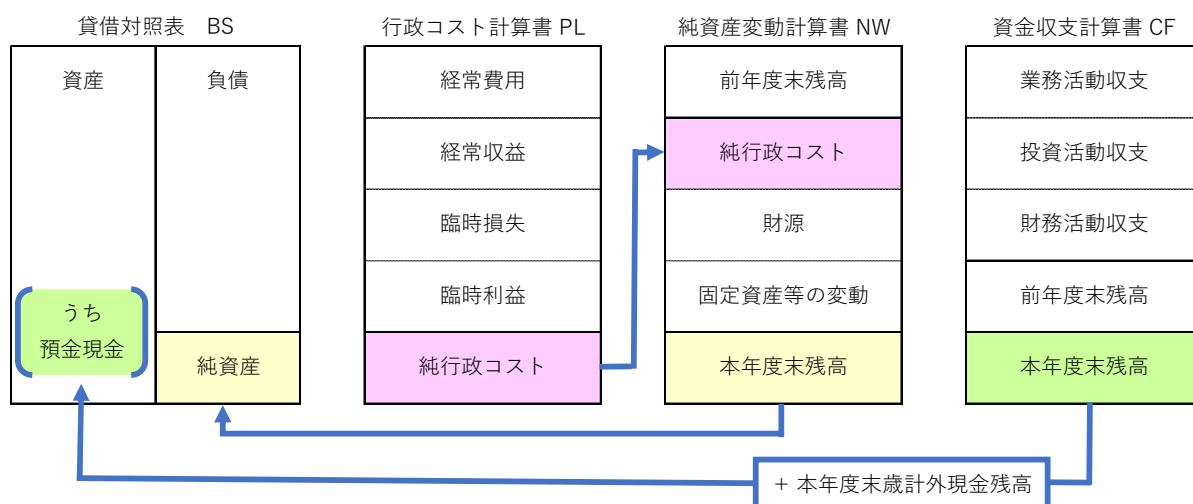 貸借対照表 BS
資産
負債
うち
預金現金
純資産
行政コスト計算書 PL
経常費用
経常収益
臨時損失
臨時利益
純行政コスト
純資産変動計算書 NW
前年度末残高
純行政コスト
財源
固定資産等の変動
本年度末残高
資金収支計算書 CF
業務活動収支
投資活動収支
財務活動収支
前年度末残高
本年度末残高
+ 本年度末歳計外現金残高